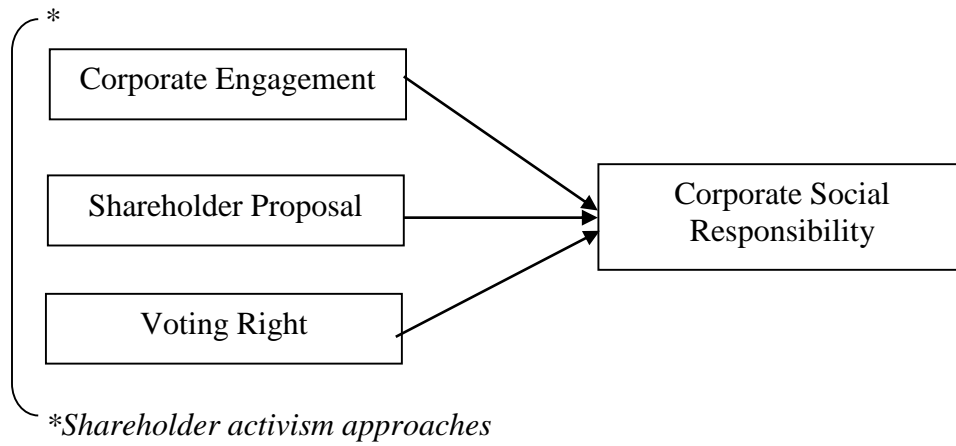 *
Corporate Engagement
Shareholder Proposal
Corporate Social
Responsibility
Voting Right
*Shareholder activism approaches